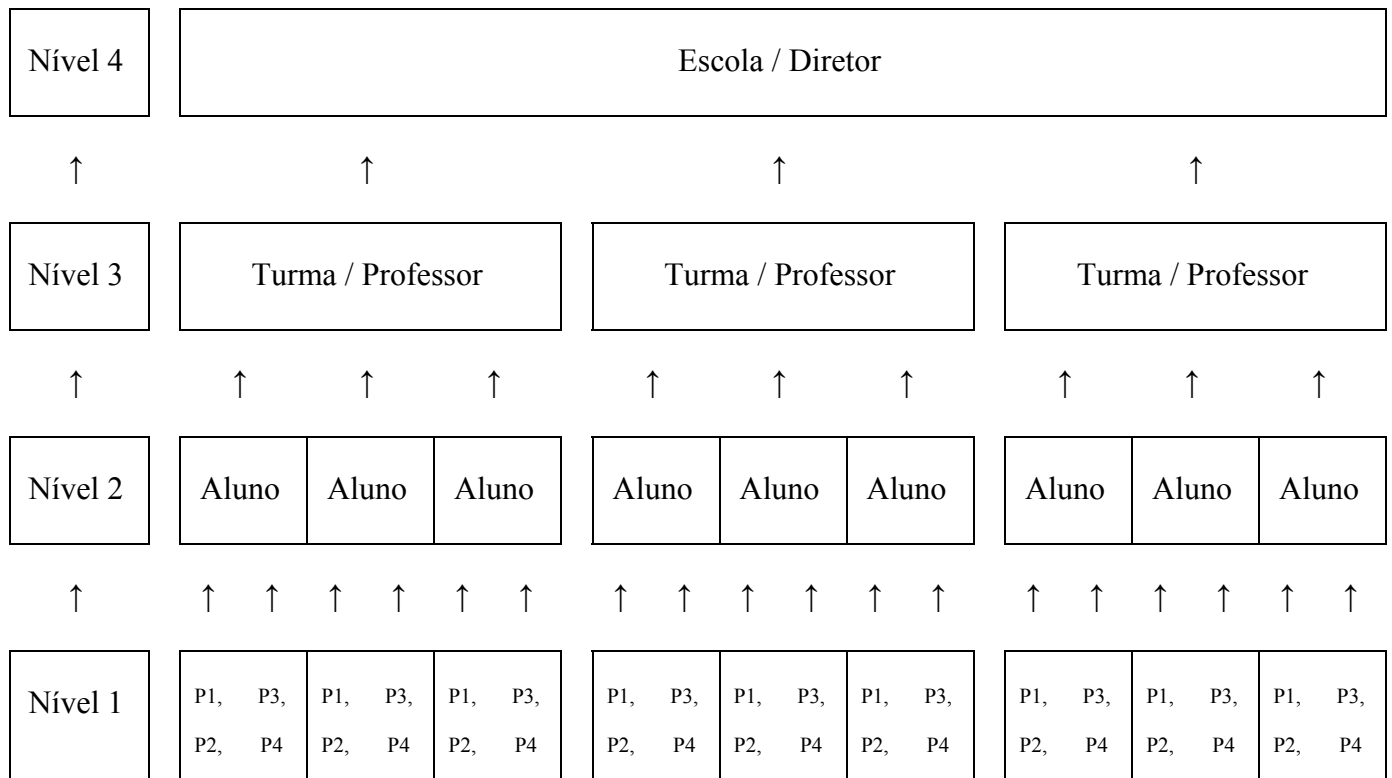 Nível 4 Escola / Diretor
↑ ↑ ↑ ↑
Nível 3 Turma / Professor Turma / Professor Turma / Professor
↑ ↑ ↑ ↑ ↑ ↑ ↑ ↑ ↑ ↑
Nível 2 Aluno Aluno Aluno Aluno Aluno Aluno Aluno Aluno Aluno
↑ ↑ ↑ ↑ ↑ ↑ ↑ ↑ ↑ ↑ ↑ ↑ ↑ ↑ ↑ ↑ ↑ ↑ ↑
Nível 1 P1, P3, P1, P3, P1, P3, P1, P3, P1, P3, P1, P3, P1, P3, P1, P3, P1, P3,
P2, P4 P2, P4 P2, P4 P2, P4 P2, P4 P2, P4 P2, P4 P2, P4 P2, P4